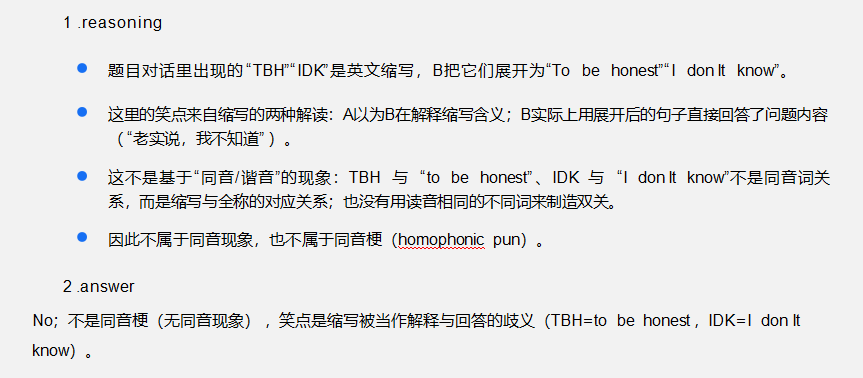 1 .reasoning
题目对话里出现的“TBH”“IDK”是英文缩写，B把它们展开为“To be honest”“I don lt know”。
这里的笑点来自缩写的两种解读：A以为B在解释缩写含义；B实际上用展开后的句子直接回答了问题内容
（“老实说，我不知道”）。
这不是基于“同音/谐音”的现象：TBH 与 “to be honest”、IDK 与 “I don lt know”不是同音词关
系，而是缩写与全称的对应关系；也没有用读音相同的不同词来制造双关。
因此不属于同音现象，也不属于同音梗（homophonic pun）。
2 .answer
No；不是同音梗（无同音现象），笑点是缩写被当作解释与回答的歧义（TBH=to be honest，IDK=I don lt
know）。